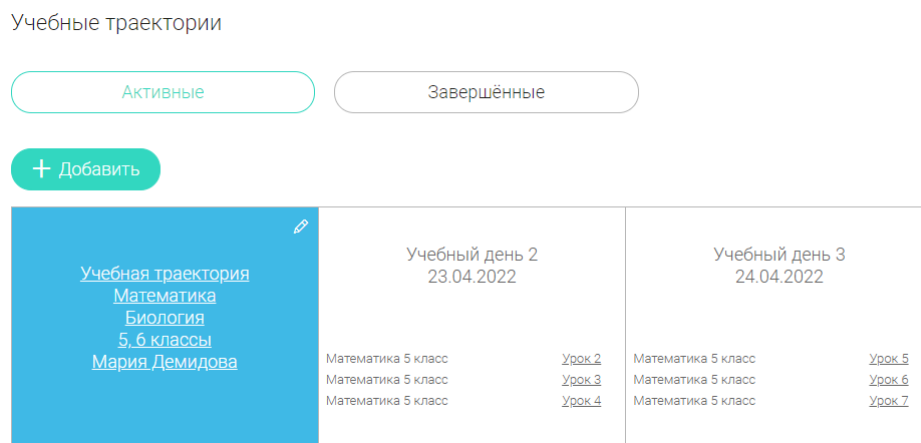 Учебные траектории
Активные
Завершённые
Добавить
Учебная траектория
Математика
Биология
5, 6 классы
Мария Демидова
Учебный день 2
23.04.2022
Математика 5 класс Урок 2
Математика 5 класс Урок 3
Математика 5 класс Урок 4
Учебный день 3
24.04.2022
Математика 5 класс Урок 5
Математика 5 класс Урок 6
Математика 5 класс Урок 7